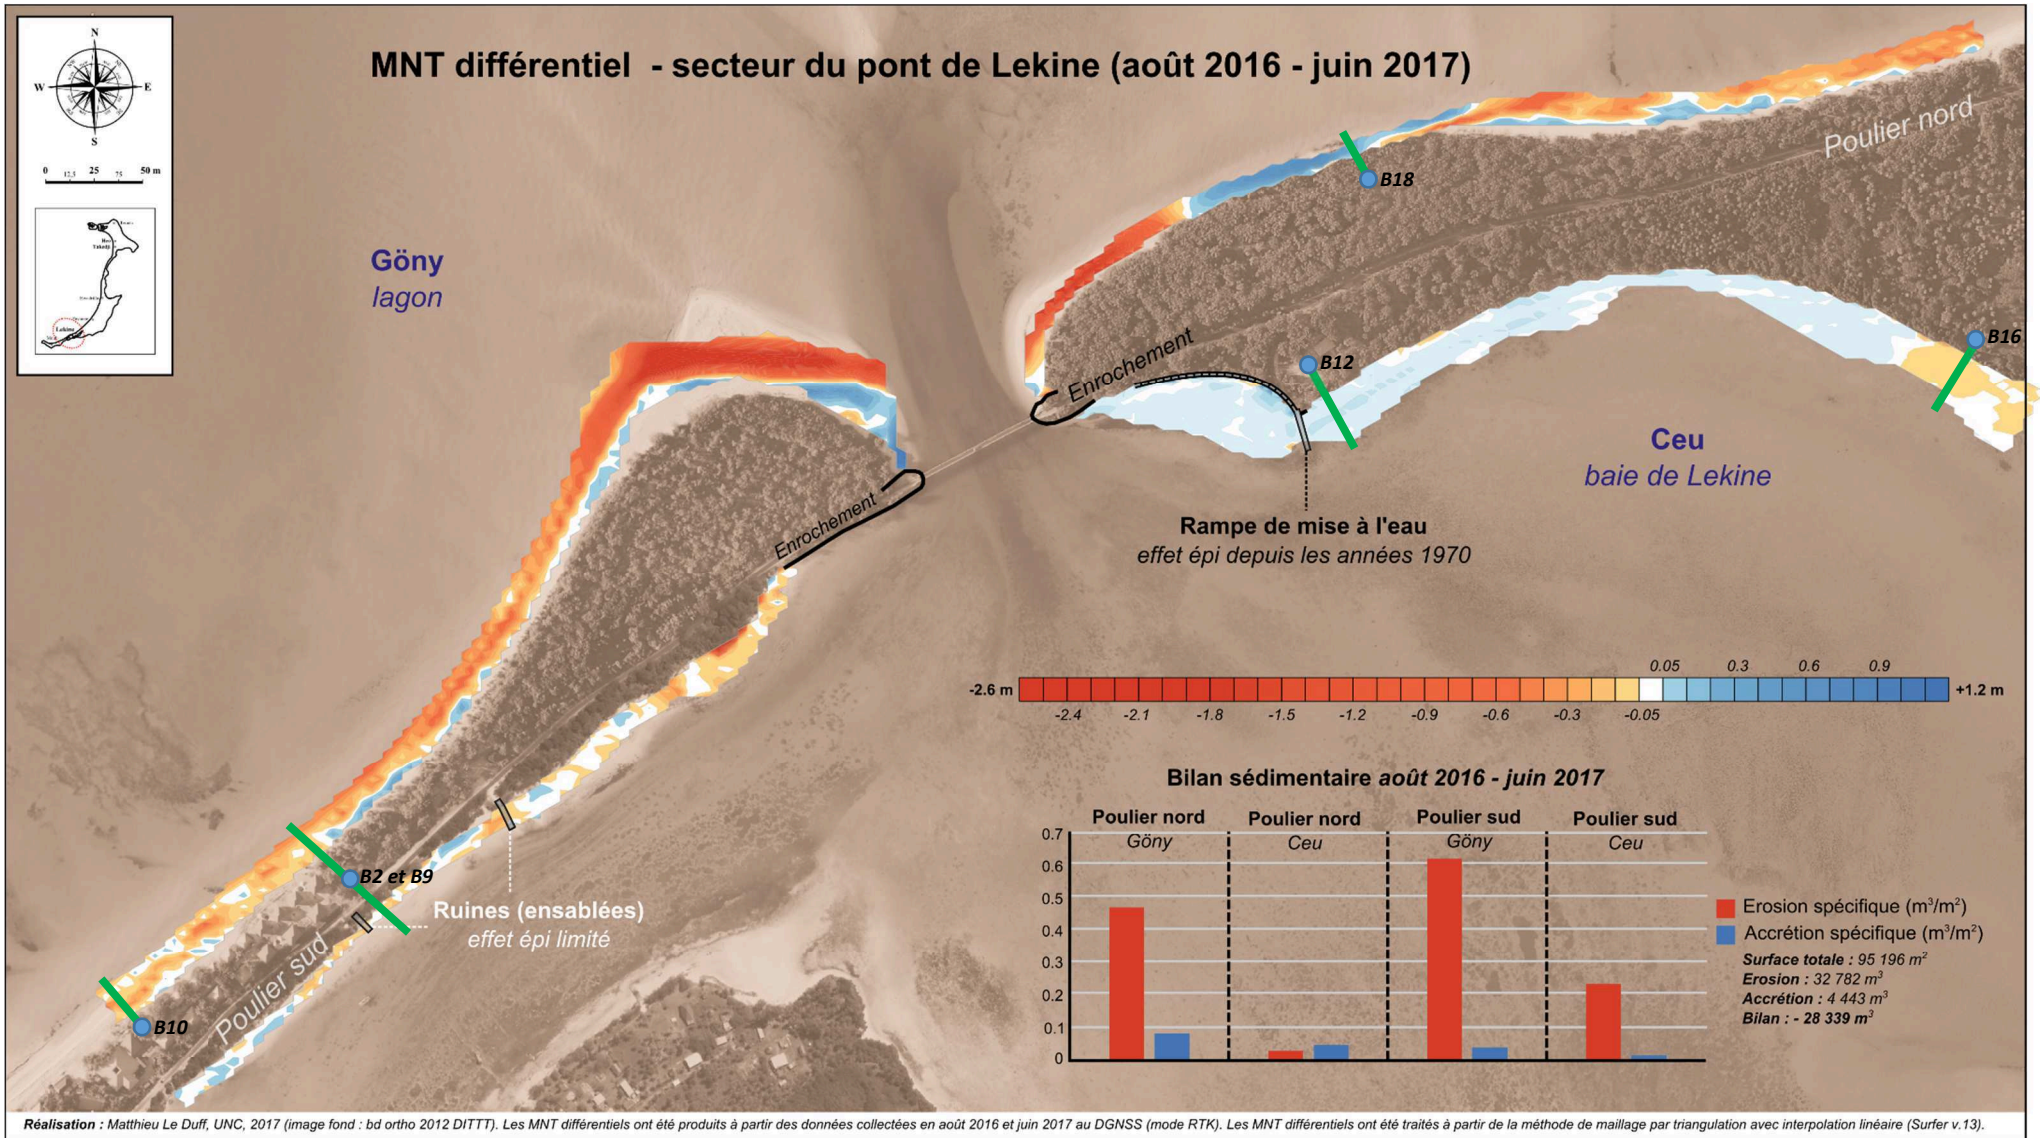 MNT différentiel - secteur du pont de Lekine (août 2016 - juin 2017)
N
W
E
S
0 12,5 25 75 50 m
Lekine
Göny
lagon
Poulier nord
B18
B16
B12
Enrochement
Ceu
baie de Lekine
Enrochement
Rampe de mise à l'eau
effet épi depuis les années 1970
0.05 0.3 0.6 0.9
-2.6 m
+1.2 m
-2.4 -2.1 -1.8 -1.5 -1.2 -0.9 -0.6 -0.3 -0.05
B2 et B9
Ruines (ensablées)
effet épi limité
Poulier sud
B10
Bilan sédimentaire août 2016 - juin 2017
Poulier nord Poulier nord Poulier sud Poulier sud
Göny Ceu Göny Ceu
0.7
0.6
0.5
0.4
0.3
0.2
0.1
0
Erosion spécifique (m³/m²)
Accrétion spécifique (m³/m²)
Surface totale : 95 196 m²
Erosion : 32 782 m³
Accrétion : 4 443 m³
Bilan : - 28 339 m³
Réalisation : Matthieu Le Duff, UNC, 2017 (image fond : bd ortho 2012 DITTT). Les MNT différentiels ont été produits à partir des données collectées en août 2016 et juin 2017 au DGNSS (mode RTK). Les MNT différentiels ont été traités à partir de la méthode de maillage par triangulation avec interpolation linéaire (Surfer v.13).